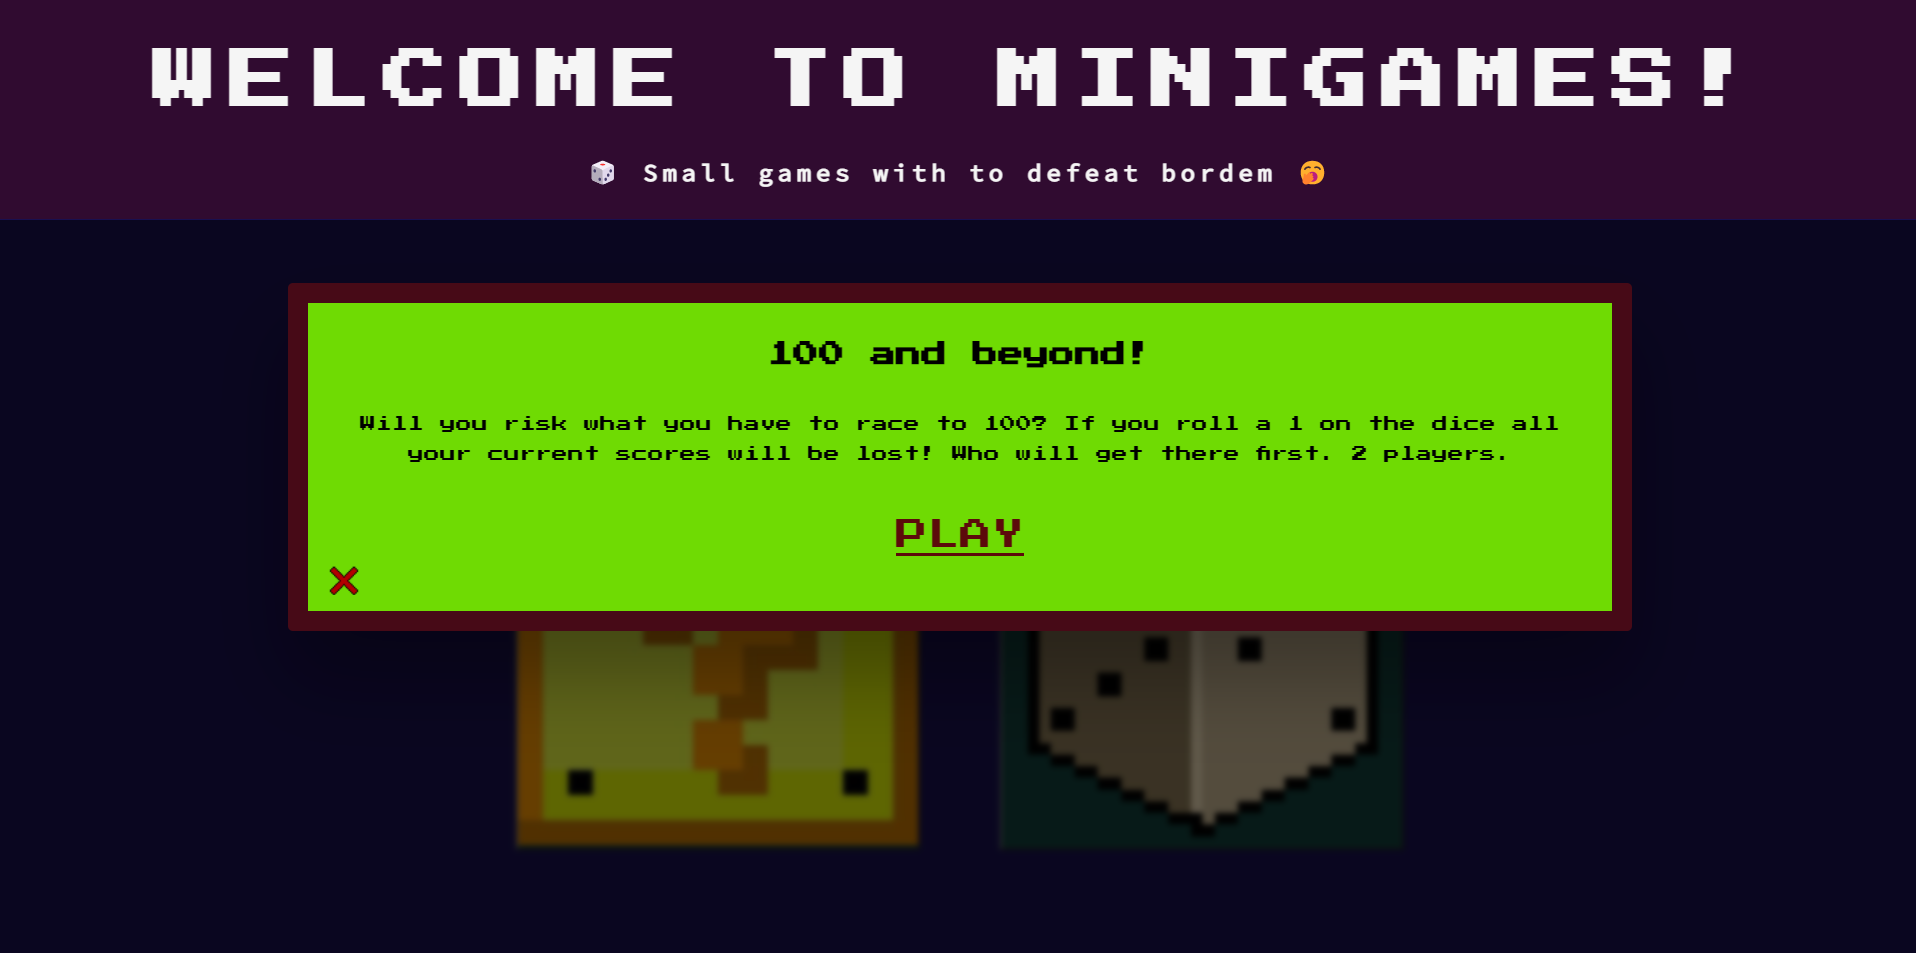 WELCOME TO MINIGAMES!
🎲 Small games with to defeat bordem 🥱
100 and beyond!
Will you risk what you have to race to 100? If you roll a 1 on the dice all
your current scores will be lost! Who will get there first. 2 players.
PLAY